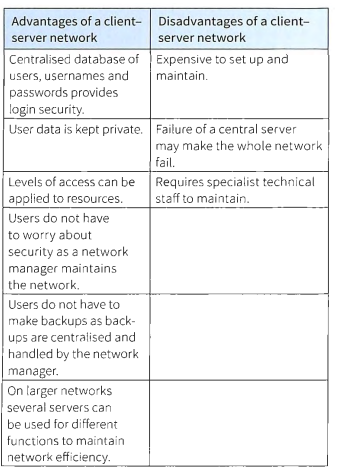 Advantages of a client–
server network
Disadvantages of a client–
server network
Centralised database of
users, usernames and
passwords provides
login security.
Expensive to set up and
maintain.
User data is kept private.
Failure of a central server
may make the whole network
fail.
Levels of access can be
applied to resources.
Requires specialist technical
staff to maintain.
Users do not have
to worry about
security as a network
manager maintains
the network.
Users do not have to
make backups as back-
ups are centralised and
handled by the network
manager.
On larger networks
several servers can
be used for different
functions to maintain
network efficiency.